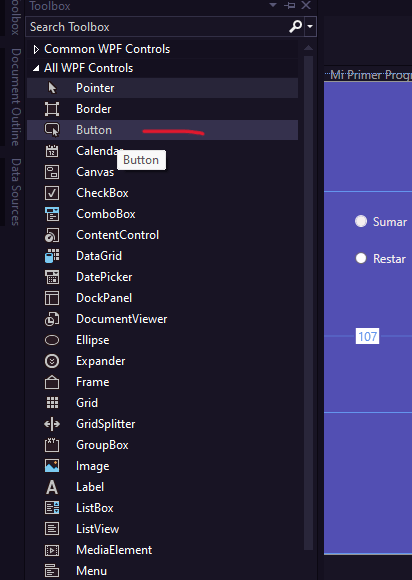 Toolbox
Document Outline
Data Sources
Toolbox
Search Toolbox
Common WPF Controls
All WPF Controls
Pointer
Border
Button
Calendar
Button
Canvas
CheckBox
ComboBox
ContentControl
DataGrid
DatePicker
DockPanel
DocumentViewer
Ellipse
Expander
Frame
Grid
GridSplitter
GroupBox
Image
Label
ListBox
ListView
MediaElement
Menu
Mi Primer Prog
Sumar
Restar
107